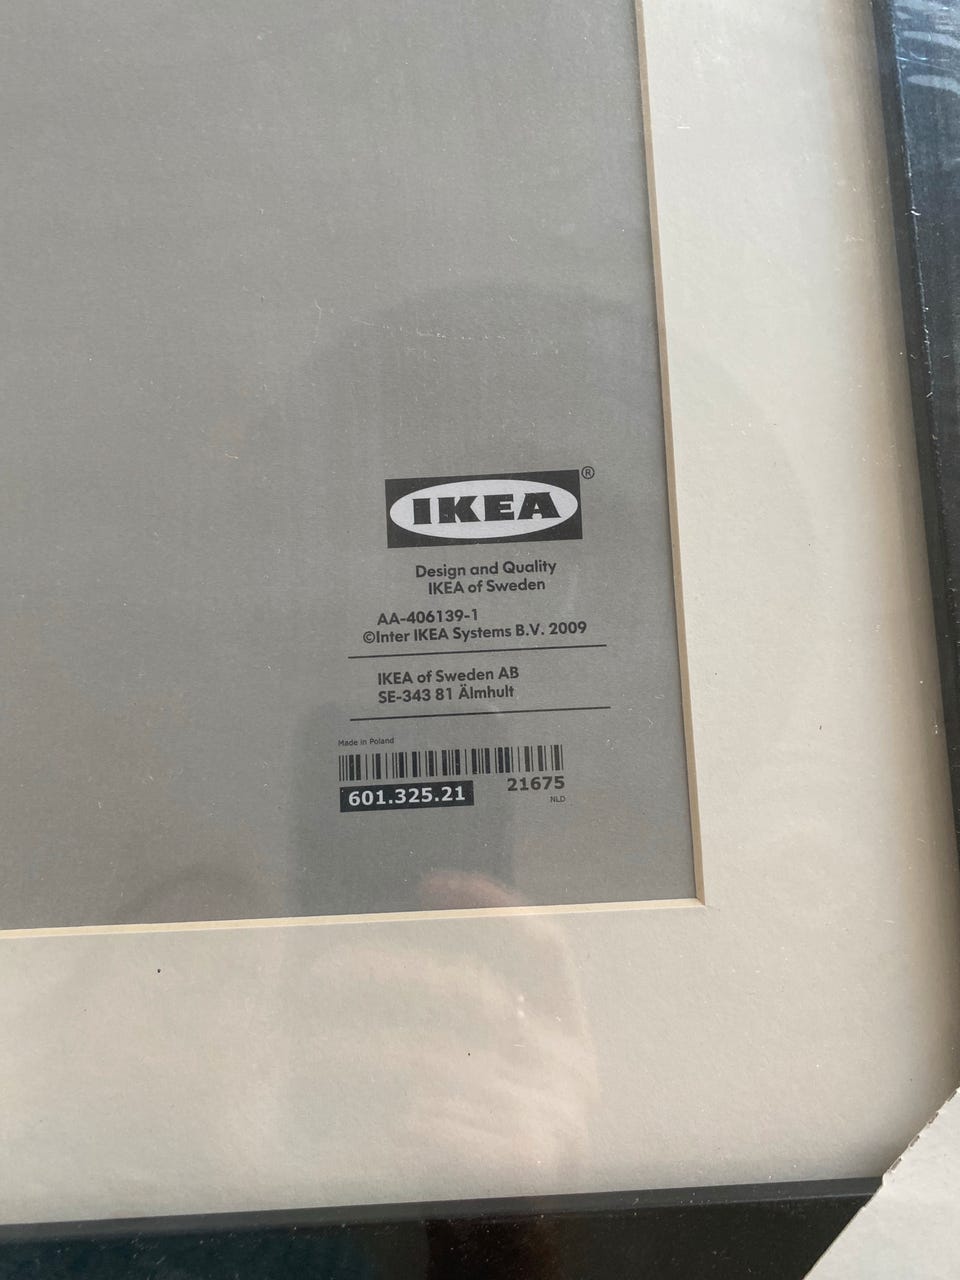 IKEA®
Design and Quality
IKEA of Sweden
AA-406139-1
©Inter IKEA Systems B.V. 2009
IKEA of Sweden AB
SE-343 81 Älmhult
Made in Poland
601.325.21 21675
NLD